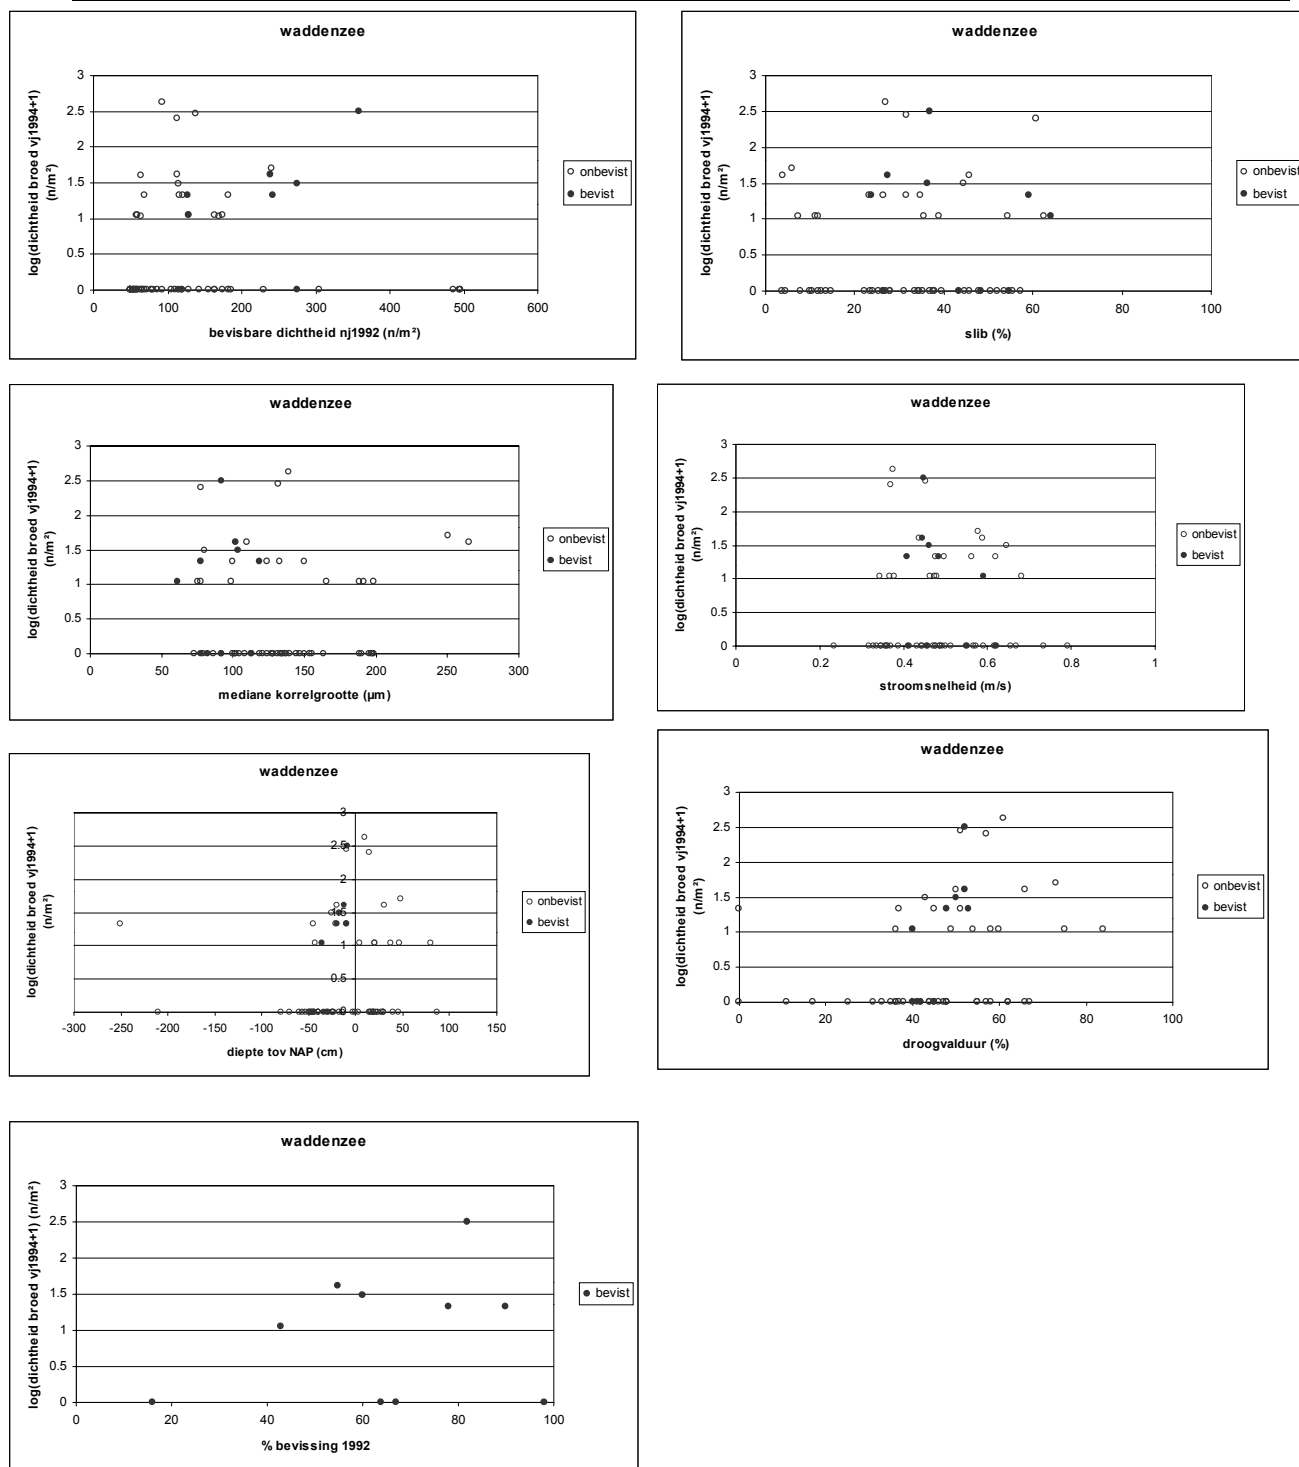 waddenzee
log(dichtheid broed vj1994+1)
(n/m²)
3
2.5
2
1.5
1
0.5
0
0 100 200 300 400 500 600
bevisbare dichtheid nj1992 (n/m²)
onbevist
bevist
waddenzee
log(dichtheid broed vj1994+1)
(n/m²)
3
2.5
2
1.5
1
0.5
0
0 20 40 60 80 100
slib (%)
onbevist
bevist
waddenzee
log(dichtheid broed vj1994+1)
(n/m²)
3
2.5
2
1.5
1
0.5
0
0 50 100 150 200 250 300
mediane korrelgrootte (µm)
onbevist
bevist
waddenzee
log(dichtheid broed vj1994+1)
(n/m²)
3
2.5
2
1.5
1
0.5
0
0 0.2 0.4 0.6 0.8 1
stroomsnelheid (m/s)
onbevist
bevist
waddenzee
log(dichtheid broed vj1994+1)
(n/m²)
3
2.5
2
1.5
1
0.5
0
-300 -250 -200 -150 -100 -50 0 50 100 150
diepte tov NAP (cm)
onbevist
bevist
waddenzee
log(dichtheid broed vj1994+1)
(n/m²)
3
2.5
2
1.5
1
0.5
0
0 20 40 60 80 100
droogvalduur (%)
onbevist
bevist
waddenzee
log(dichtheid broed vj1994+1) (n/m²)
3
2.5
2
1.5
1
0.5
0
0 20 40 60 80 100
% bevissing 1992
bevist